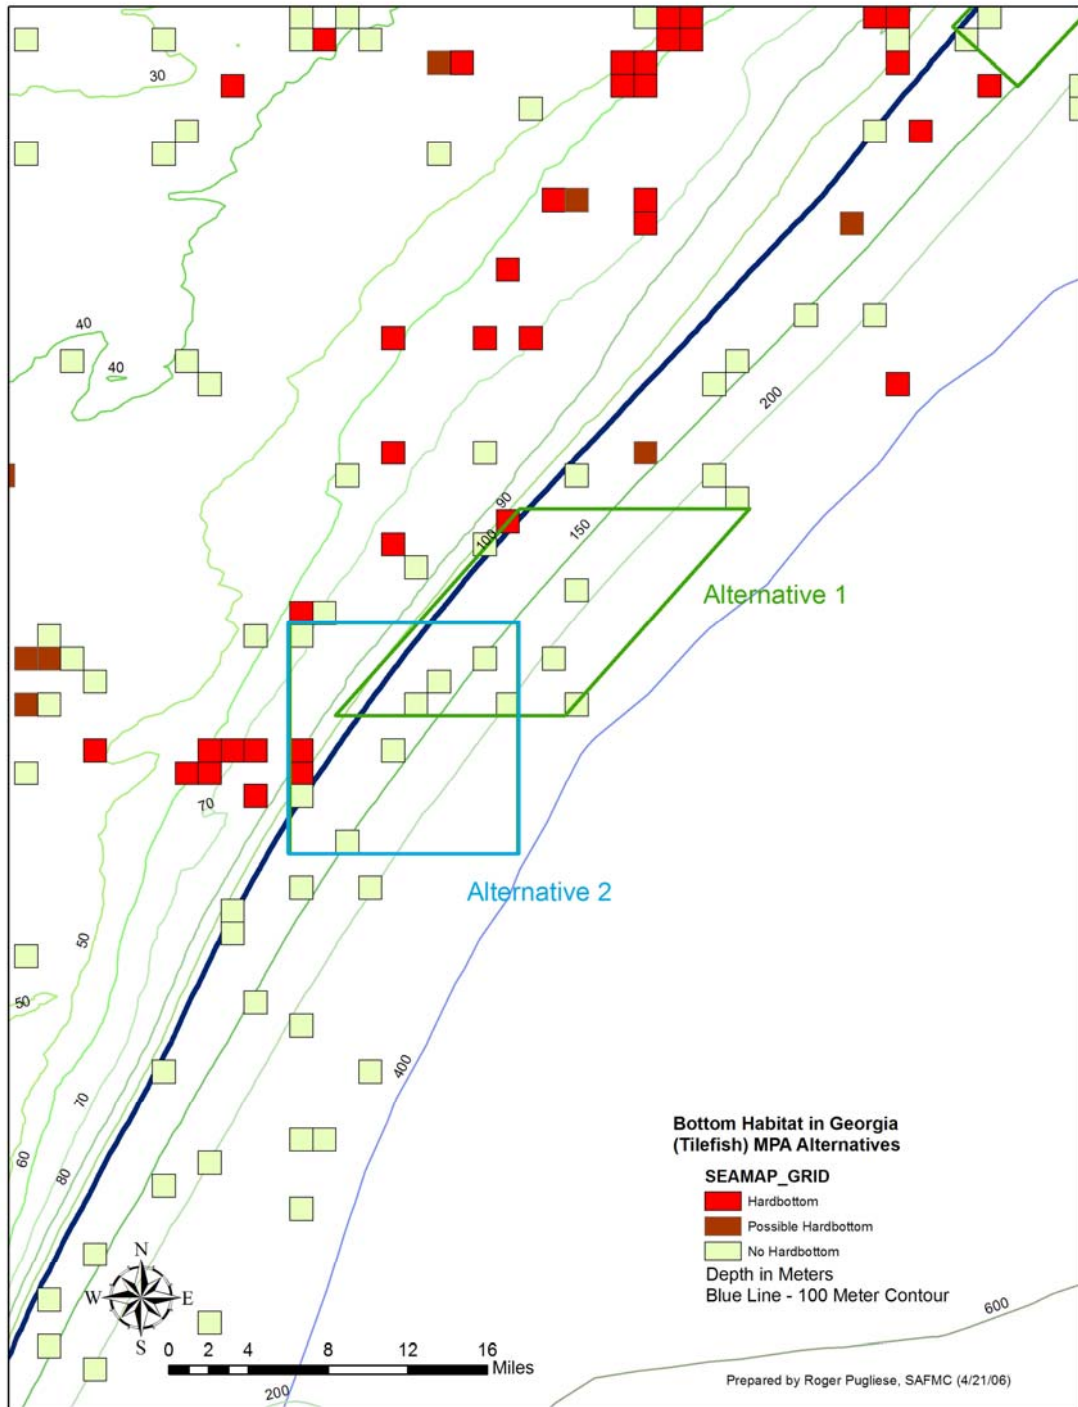 30
40
40
90
100
150
200
Alternative 1
70
Alternative 2
50
50
400
70
60
80
Bottom Habitat in Georgia
(Tilefish) MPA Alternatives
SEAMAP_GRID
Hardbottom
Possible Hardbottom
No Hardbottom
Depth in Meters
Blue Line - 100 Meter Contour
N
W E
S
600
0 2 4 8 12 16
Miles
200
Prepared by Roger Pugliese, SAFMC (4/21/06)